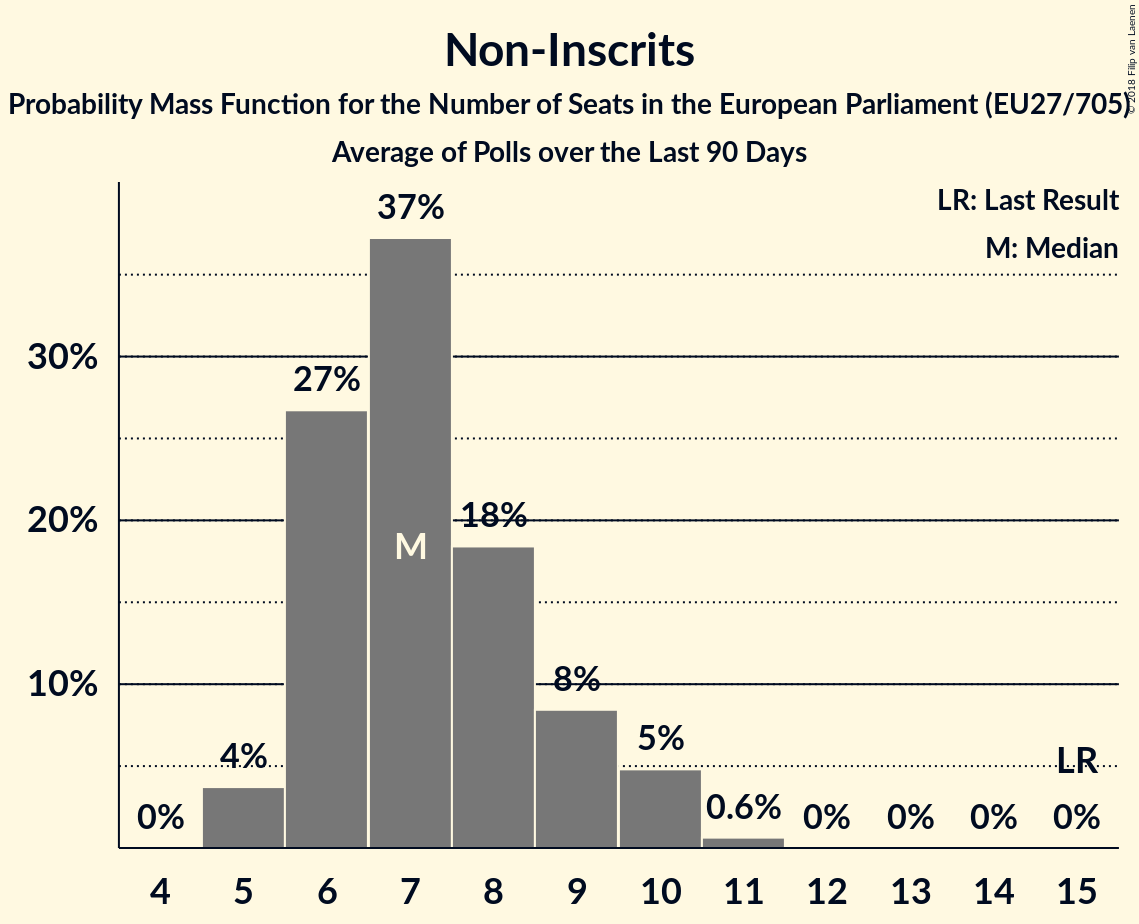 Non-Inscrits
Probability Mass Function for the Number of Seats in the European Parliament (EU27/705)
Average of Polls over the Last 90 Days
© 2018 Filip van Laenen
LR: Last Result
M: Median
37%
30%
27%
M
20%
18%
10%
8%
5%
4%
LR
0%
0.6%
0%
0%
0%
0%
4 5 6 7 8 9 10 11 12 13 14 15